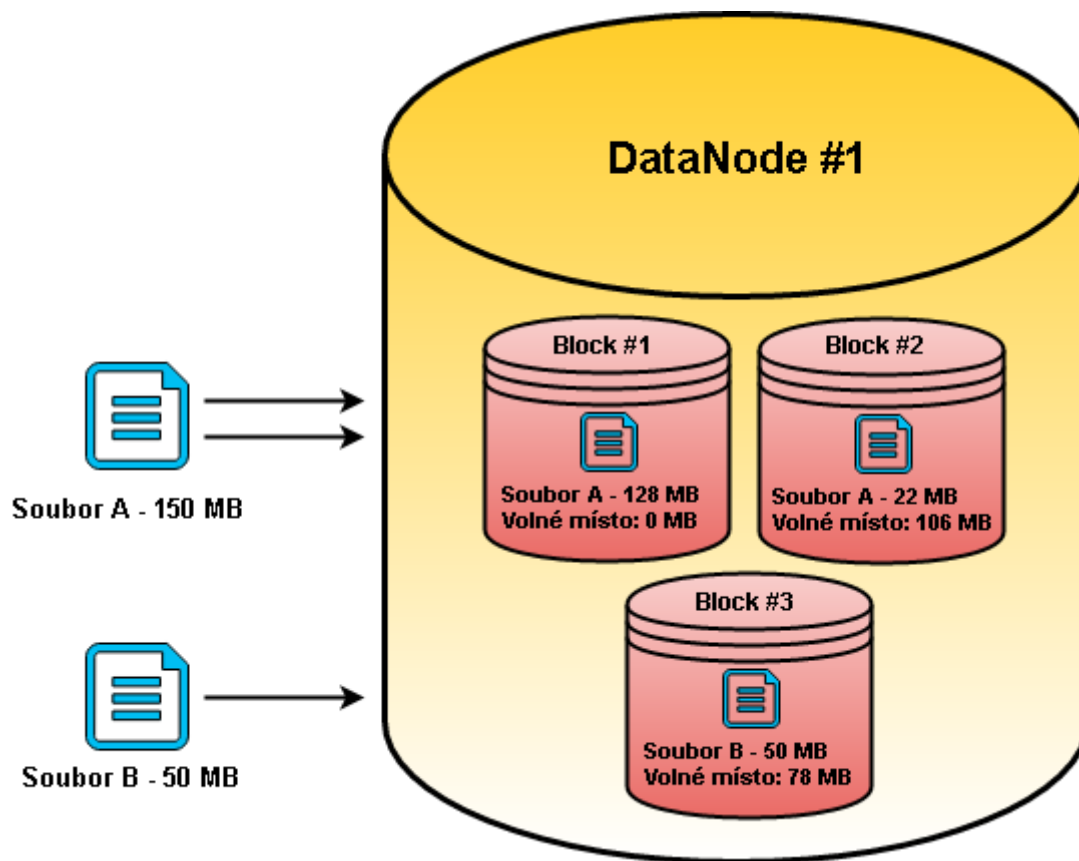 DataNode #1
Block #1
Soubor A - 128 MB
Volné místo: 0 MB
Block #2
Soubor A - 22 MB
Volné místo: 106 MB
Soubor A - 150 MB
Block #3
Soubor B - 50 MB
Volné místo: 78 MB
Soubor B - 50 MB